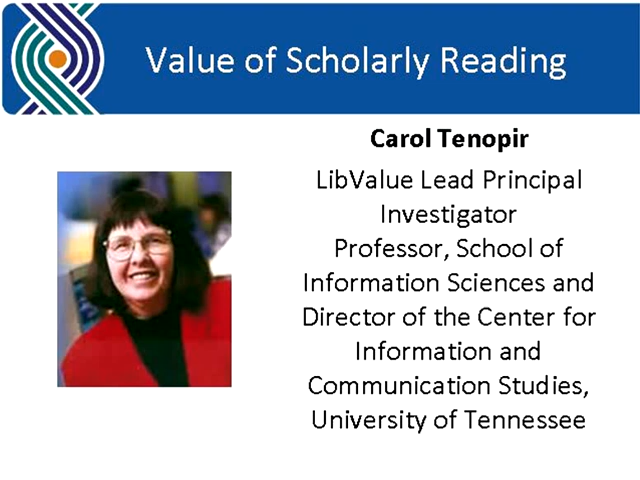 Value of Scholarly Reading
Carol Tenopir
LibValue Lead Principal
Investigator
Professor, School of
Information Sciences and
Director of the Center for
Information and
Communication Studies,
University of Tennessee